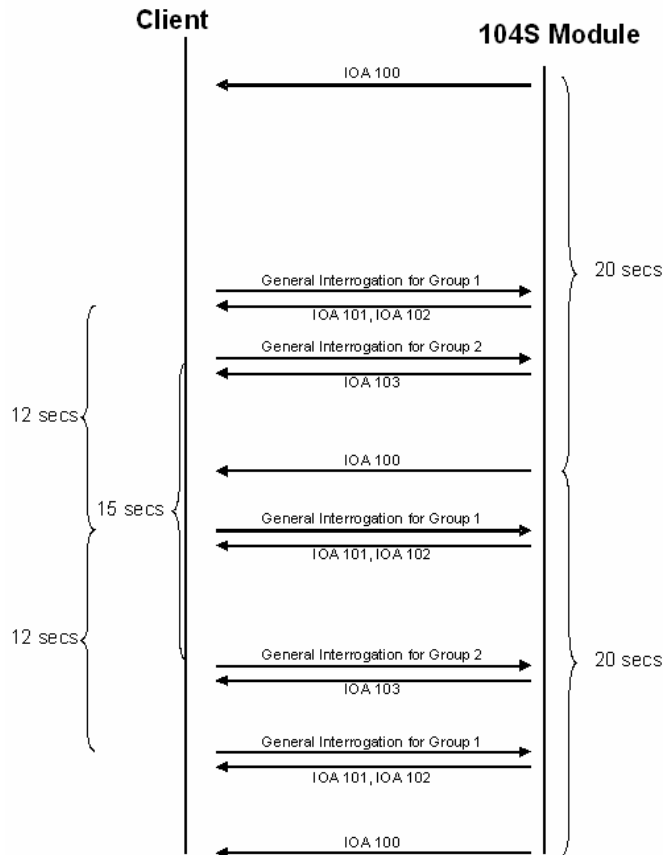 Client
104S Module
IOA 100
General Interrogation for Group 1
20 secs
IOA 101, IOA 102
General Interrogation for Group 2
IOA 103
12 secs
IOA 100
15 secs
General Interrogation for Group 1
IOA 101, IOA 102
12 secs
General Interrogation for Group 2
20 secs
IOA 103
General Interrogation for Group 1
IOA 101, IOA 102
IOA 100